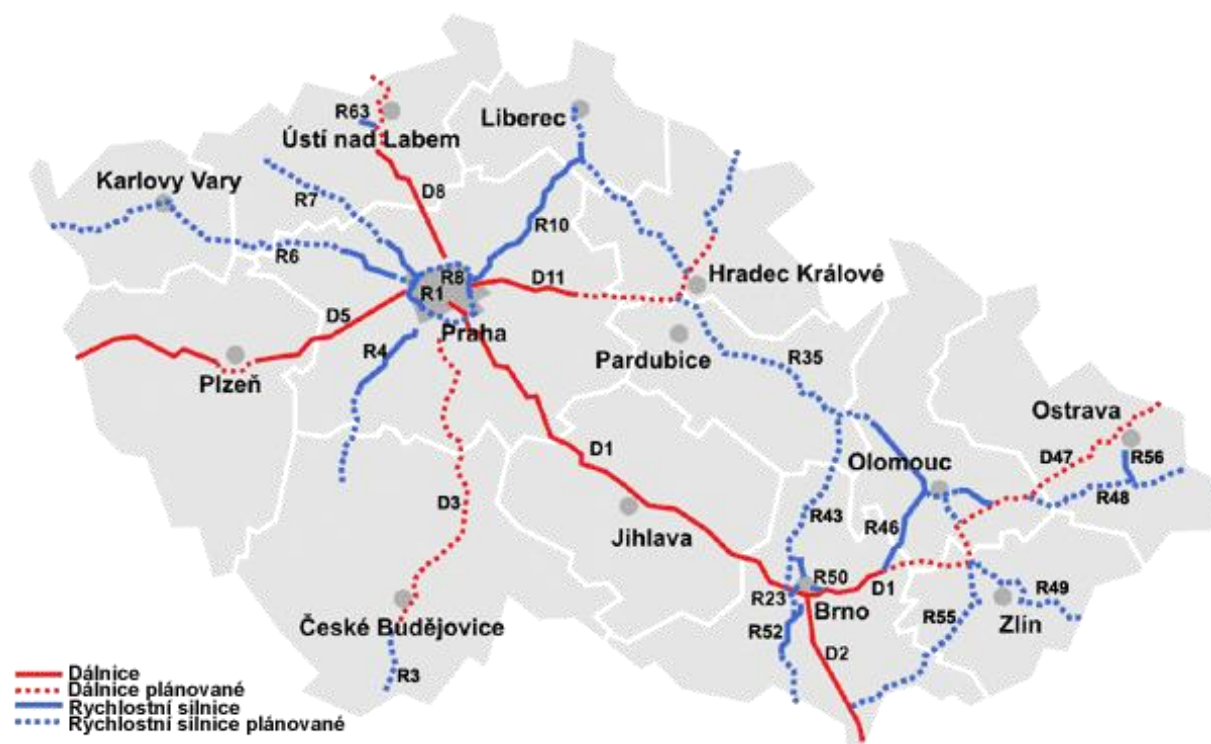 R63
Liberec
Ústí nad Labem
Karlovy Vary
R7
D8
R10
R6
R8
D11
Hradec Králové
R1
D5
Praha
R4
Pardubice
R35
Plzeň
Ostrava
D1
D47
R56
Olomouc
R48
D3
R43
R46
Jihlava
R50
D1
R49
R23
Brno
R55
Zlín
České Budějovice
R52
D2
R3
Dálnice
Dálnice plánované
Rychlostní silnice
Rychlostní silnice plánované